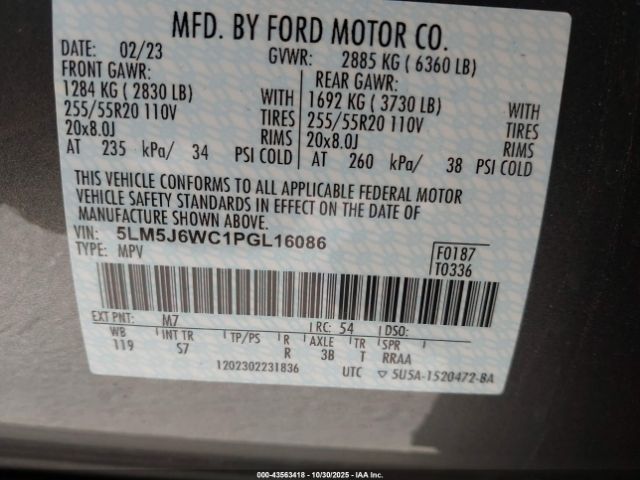 MFD. BY FORD MOTOR CO.
DATE: 02/23 GVWR: 2885 KG ( 6360 LB)
FRONT GAWR: REAR GAWR:
1284 KG ( 2830 LB) WITH 1692 KG ( 3730 LB) WITH
255/55R20 110V TIRES 255/55R20 110V TIRES
20x8.0J RIMS 20x8.0J RIMS
AT 235 kPa/ 34 PSI COLD AT 260 kPa/ 38 PSI COLD
THIS VEHICLE CONFORMS TO ALL APPLICABLE FEDERAL MOTOR
VEHICLE SAFETY STANDARDS IN EFFECT ON THE DATE OF
MANUFACTURE SHOWN ABOVE.
VIN: 5LM5J6WC1PGL16086 F0187
TYPE: MPV T0336
EXT PNT: M7 RC: 54 DSO:
WB INT TR TP/PS R AXLE TR SPR
119 S7 R 3B T RRAA
1202302231836 UTC ▽ 5U5A-1520472-BA
000-43563418 | 10/30/2025 | IAA Inc.